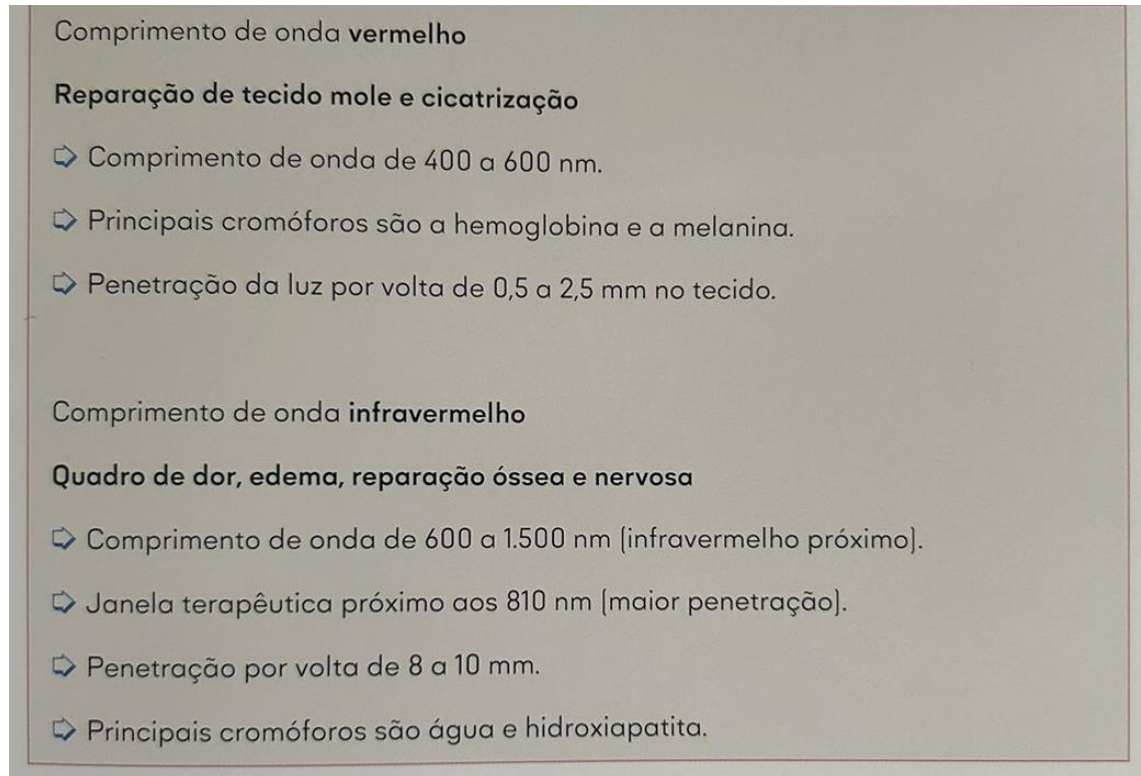 Comprimento de onda vermelho
Reparação de tecido mole e cicatrização
Comprimento de onda de 400 a 600 nm.
Principais cromóforos são a hemoglobina e a melanina.
Penetração da luz por volta de 0,5 a 2,5 mm no tecido.
Comprimento de onda infravermelho
Quadro de dor, edema, reparação óssea e nervosa
Comprimento de onda de 600 a 1.500 nm (infravermelho próximo).
Janela terapêutica próximo aos 810 nm (maior penetração).
Penetração por volta de 8 a 10 mm.
Principais cromóforos são água e hidroxiapatita.